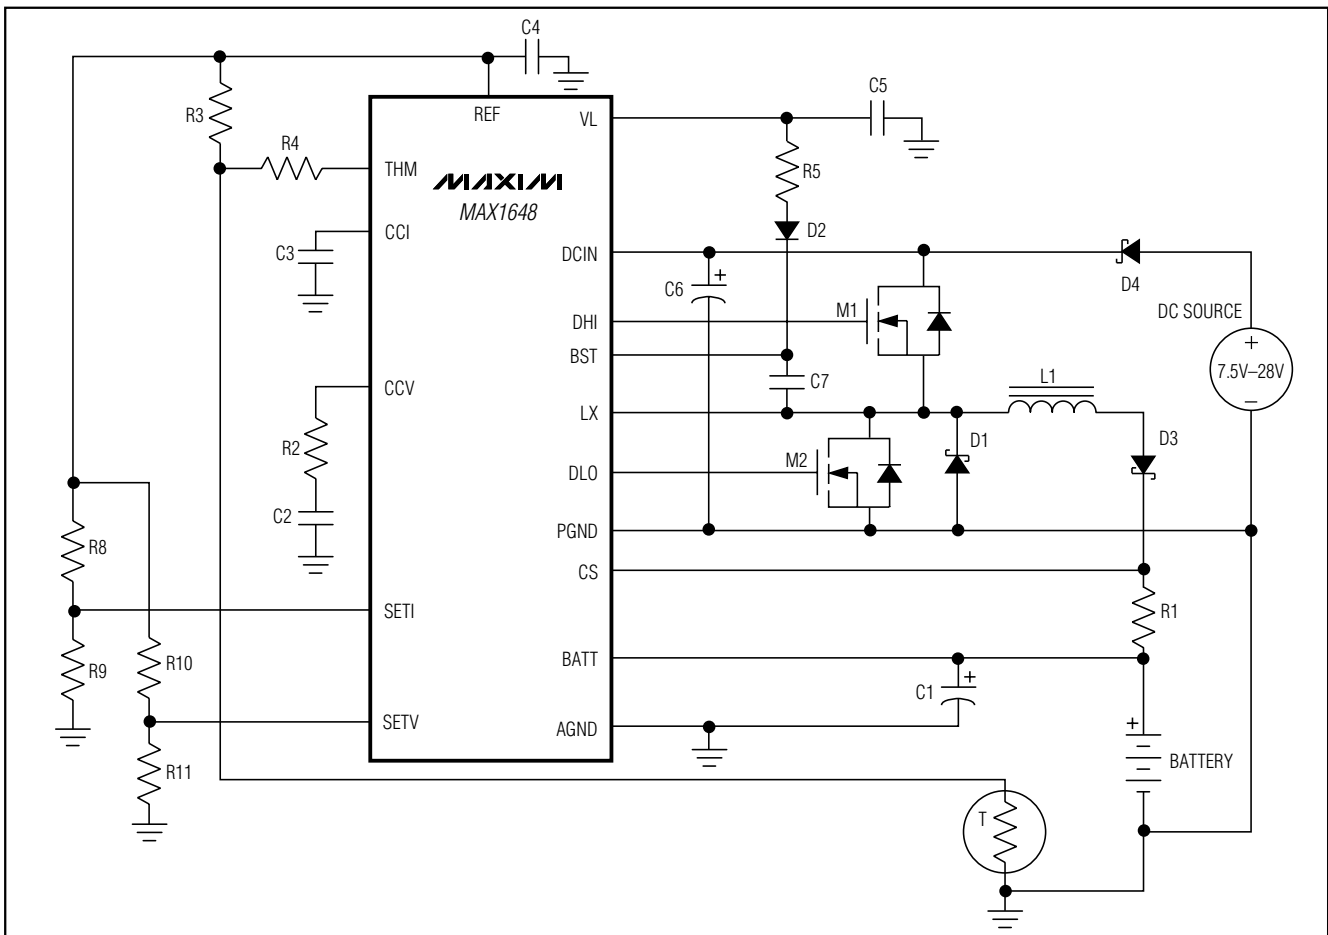 C4
C5
R3
REF
VL
R4
THM
R5
MAXIM
MAX1648
CCI
D2
C3
DCIN
D4
C6
+
M1
DC SOURCE
DHI
+
7.5V–28V
–
BST
CCV
C7
L1
LX
R2
D1
D3
M2
DLO
C2
PGND
R8
CS
SETI
R1
R9
R10
BATT
C1
+
SETV
AGND
+
BATTERY
R11
T